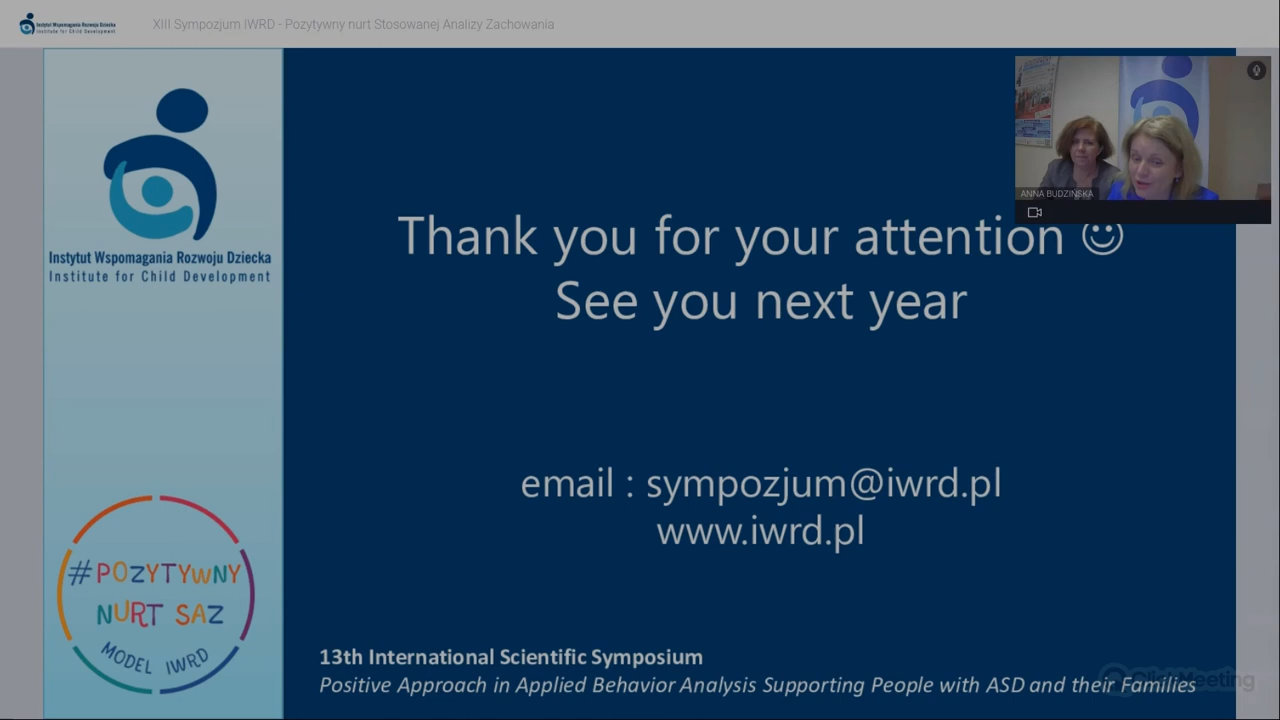 Instytut Wspomagania Rozwoju Dziecka
Institute for Child Development
XIII Sympozjum IWRD - Pozytywny nurt Stosowanej Analizy Zachowania
ANNA BUDZIŃSKA
Instytut Wspomagania Rozwoju Dziecka
Institute for Child Development
Thank you for your attention ☺
See you next year
email : sympozjum@iwrd.pl
www.iwrd.pl
#POZYTYWNY
NURT SAZ
MODEL IWRD
13th International Scientific Symposium
Positive Approach in Applied Behavior Analysis Supporting People with ASD and their Families
ClickMeeting